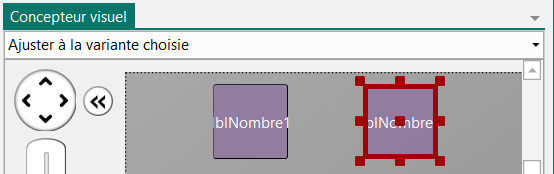 Concepteur visuel
Ajuster à la variante choisie
lblNombre1
lblNombre